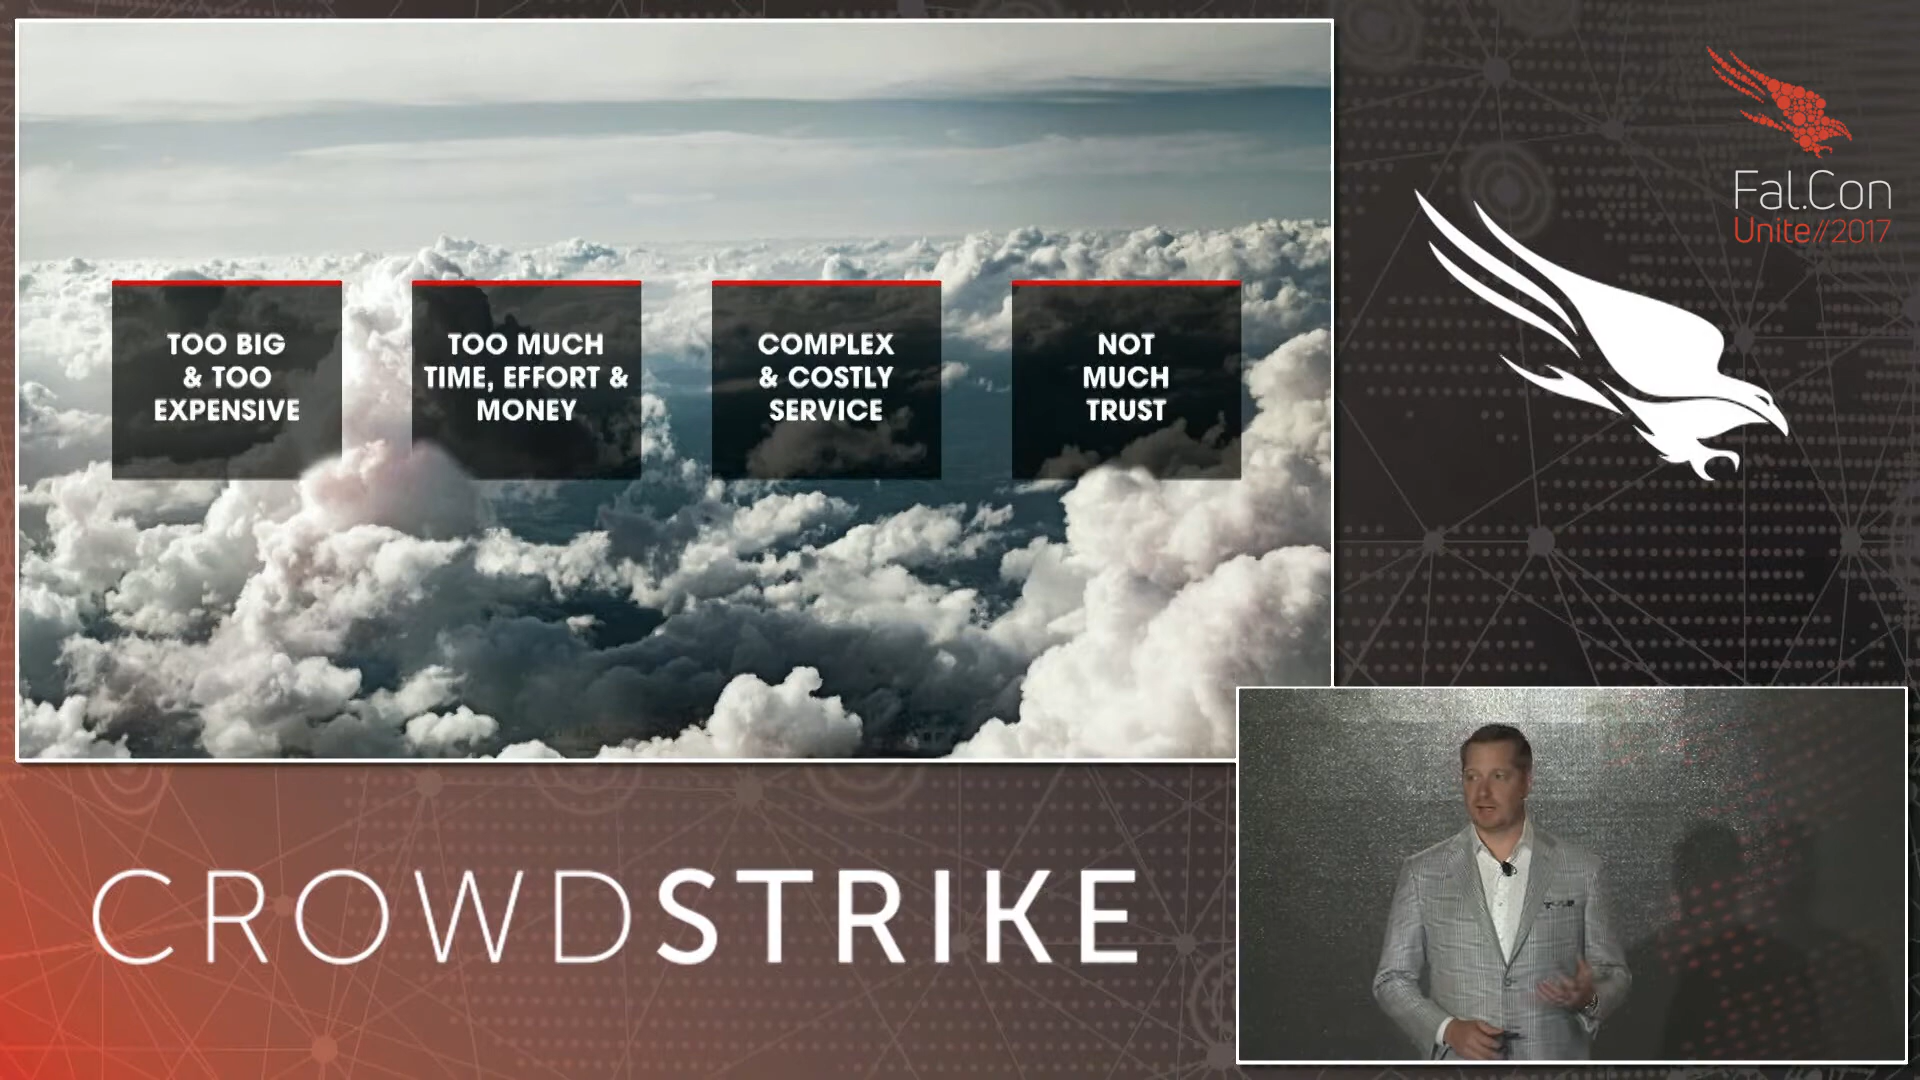 TOO BIG
& TOO
EXPENSIVE
TOO MUCH
TIME, EFFORT &
MONEY
COMPLEX
& COSTLY
SERVICE
NOT
MUCH
TRUST
Fal.Con
Unite//2017
CROWDSTRIKE